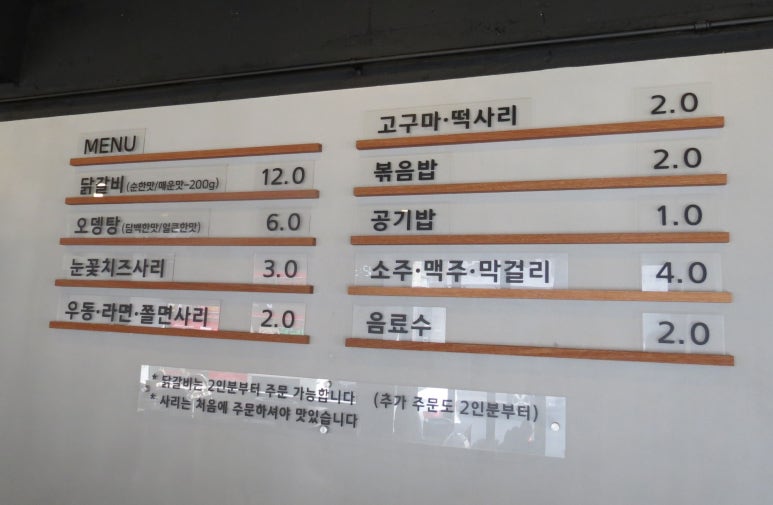 MENU
닭갈비 (순한맛/매운맛-200g) 12.0
오뎅탕 (담백한맛/얼큰한맛) 6.0
눈꽃치즈사리 3.0
우동·라면·쫄면사리 2.0
고구마·떡사리 2.0
볶음밥 2.0
공기밥 1.0
소주·맥주·막걸리 4.0
음료수 2.0
* 닭갈비는 2인분부터 주문 가능합니다 (추가 주문도 2인분부터)
* 사리는 처음에 주문하셔야 맛있습니다